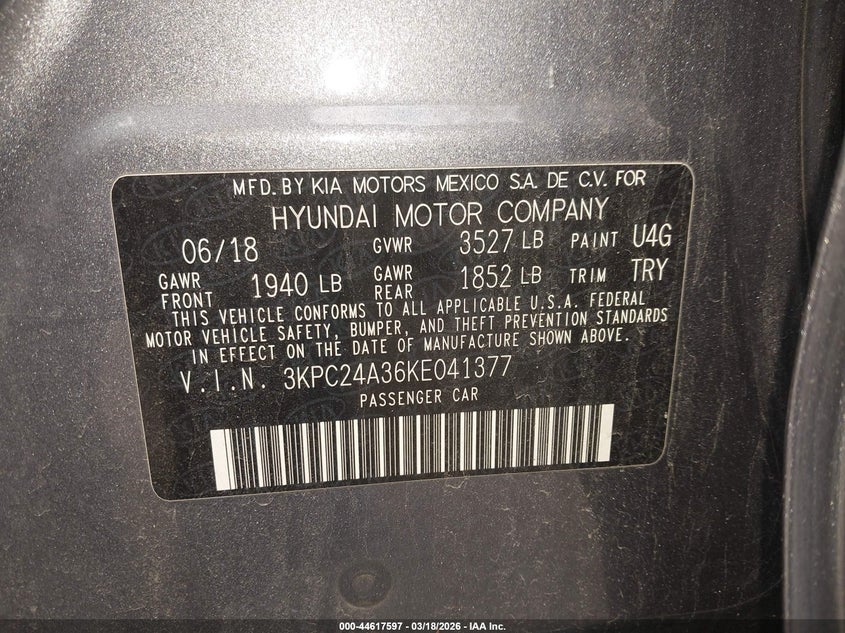 MFD. BY KIA MOTORS MEXICO S.A. DE C.V. FOR
HYUNDAI MOTOR COMPANY
06/18 GVWR 3527 LB PAINT U4G
GAWR FRONT 1940 LB GAWR REAR 1852 LB TRIM TRY
THIS VEHICLE CONFORMS TO ALL APPLICABLE U.S.A. FEDERAL
MOTOR VEHICLE SAFETY, BUMPER, AND THEFT PREVENTION STANDARDS
IN EFFECT ON THE DATE OF MANUFACTURE SHOWN ABOVE.
V.I.N. 3KPC24A36KE041377
PASSENGER CAR
000-44617597 - 03/18/2026 - IAA Inc.